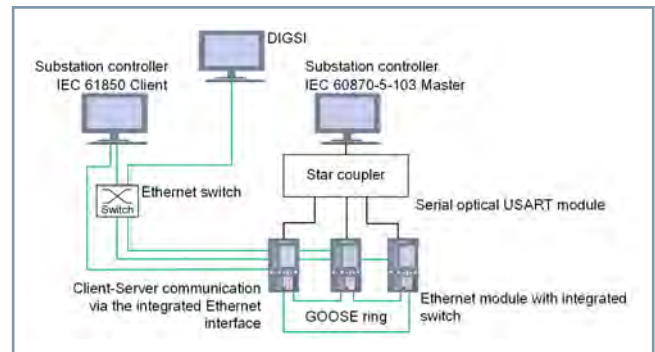 DIGSI
Substation controller
IEC 61850 Client
Substation controller
IEC 60870-5-103 Master
Star coupler
Ethernet switch
Switch
Serial optical USART module
Client-Server communication
via the integrated Ethernet
interface
GOOSE ring
Ethernet module with integrated
switch